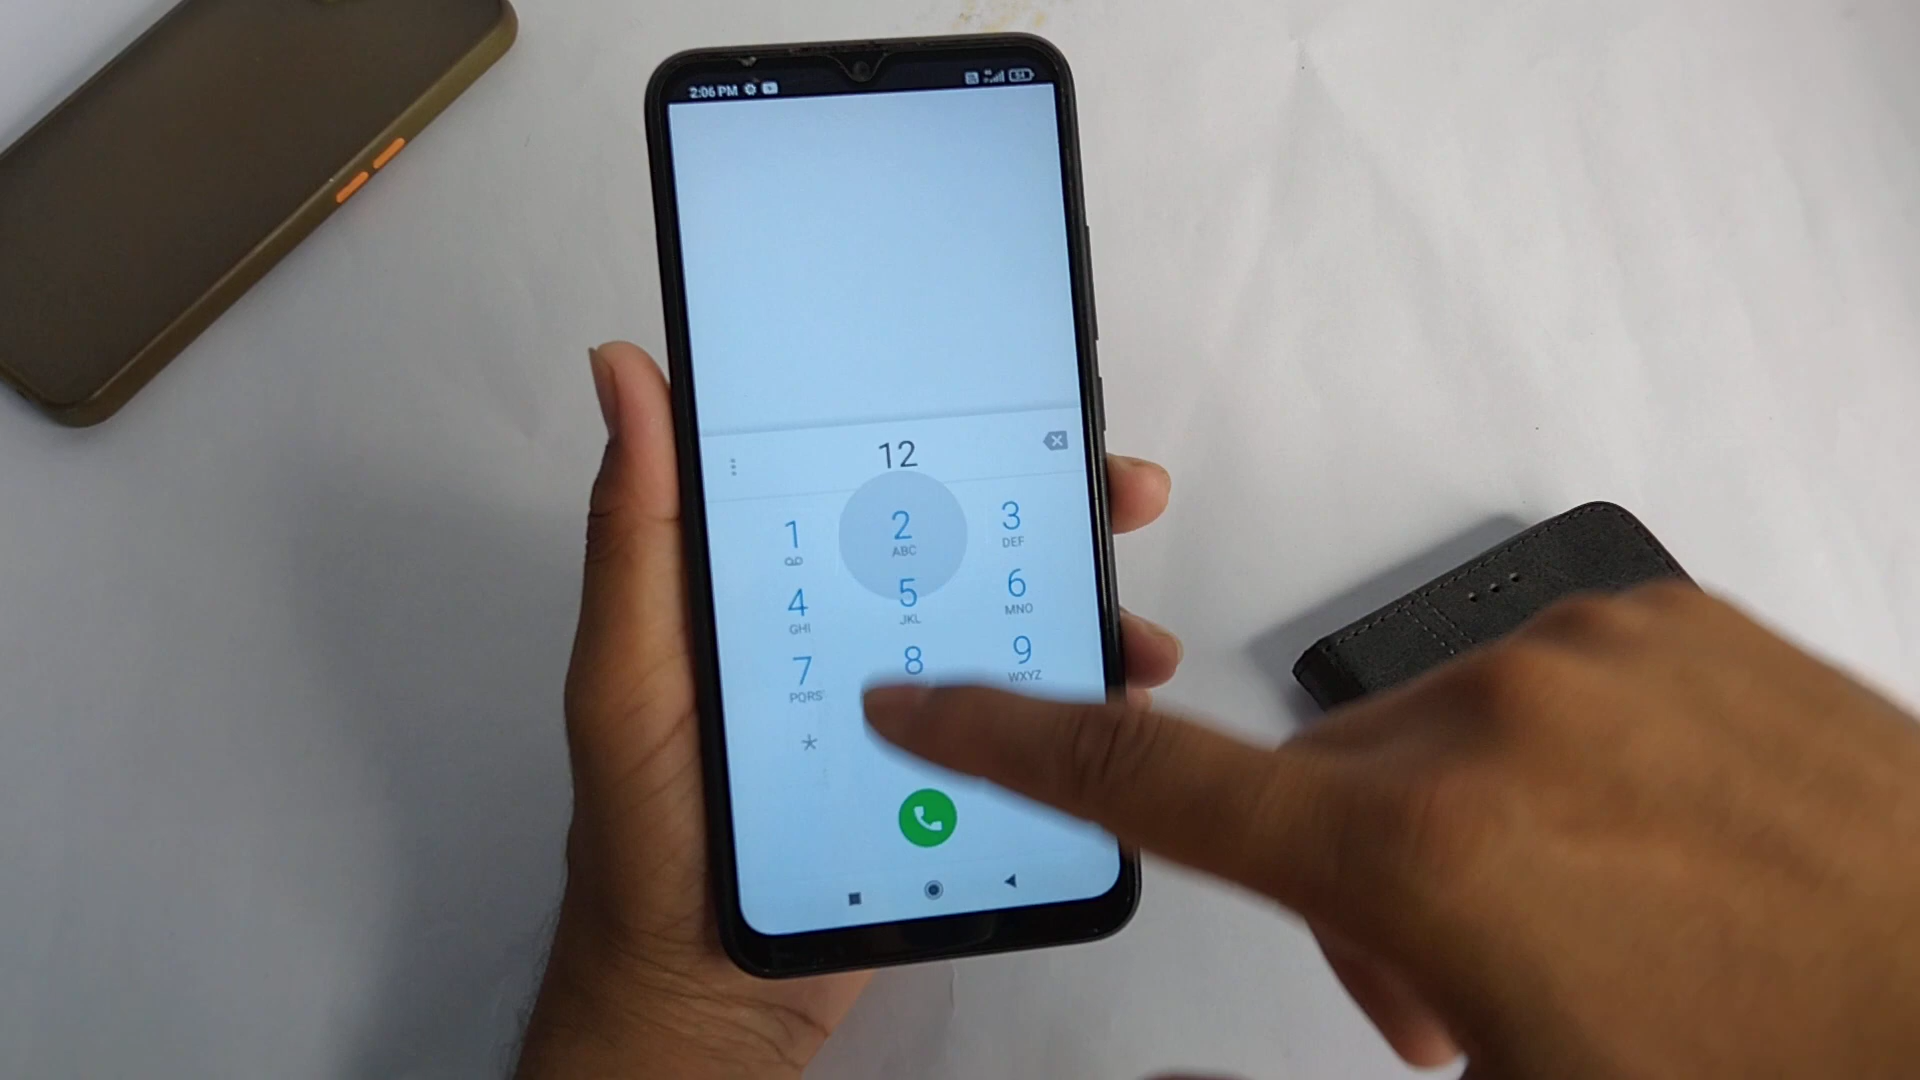 2:06 PM
12
1 2 3
ABC DEF
4 5 6
GHI JKL MNO
7 8 9
PQRS WXYZ
*